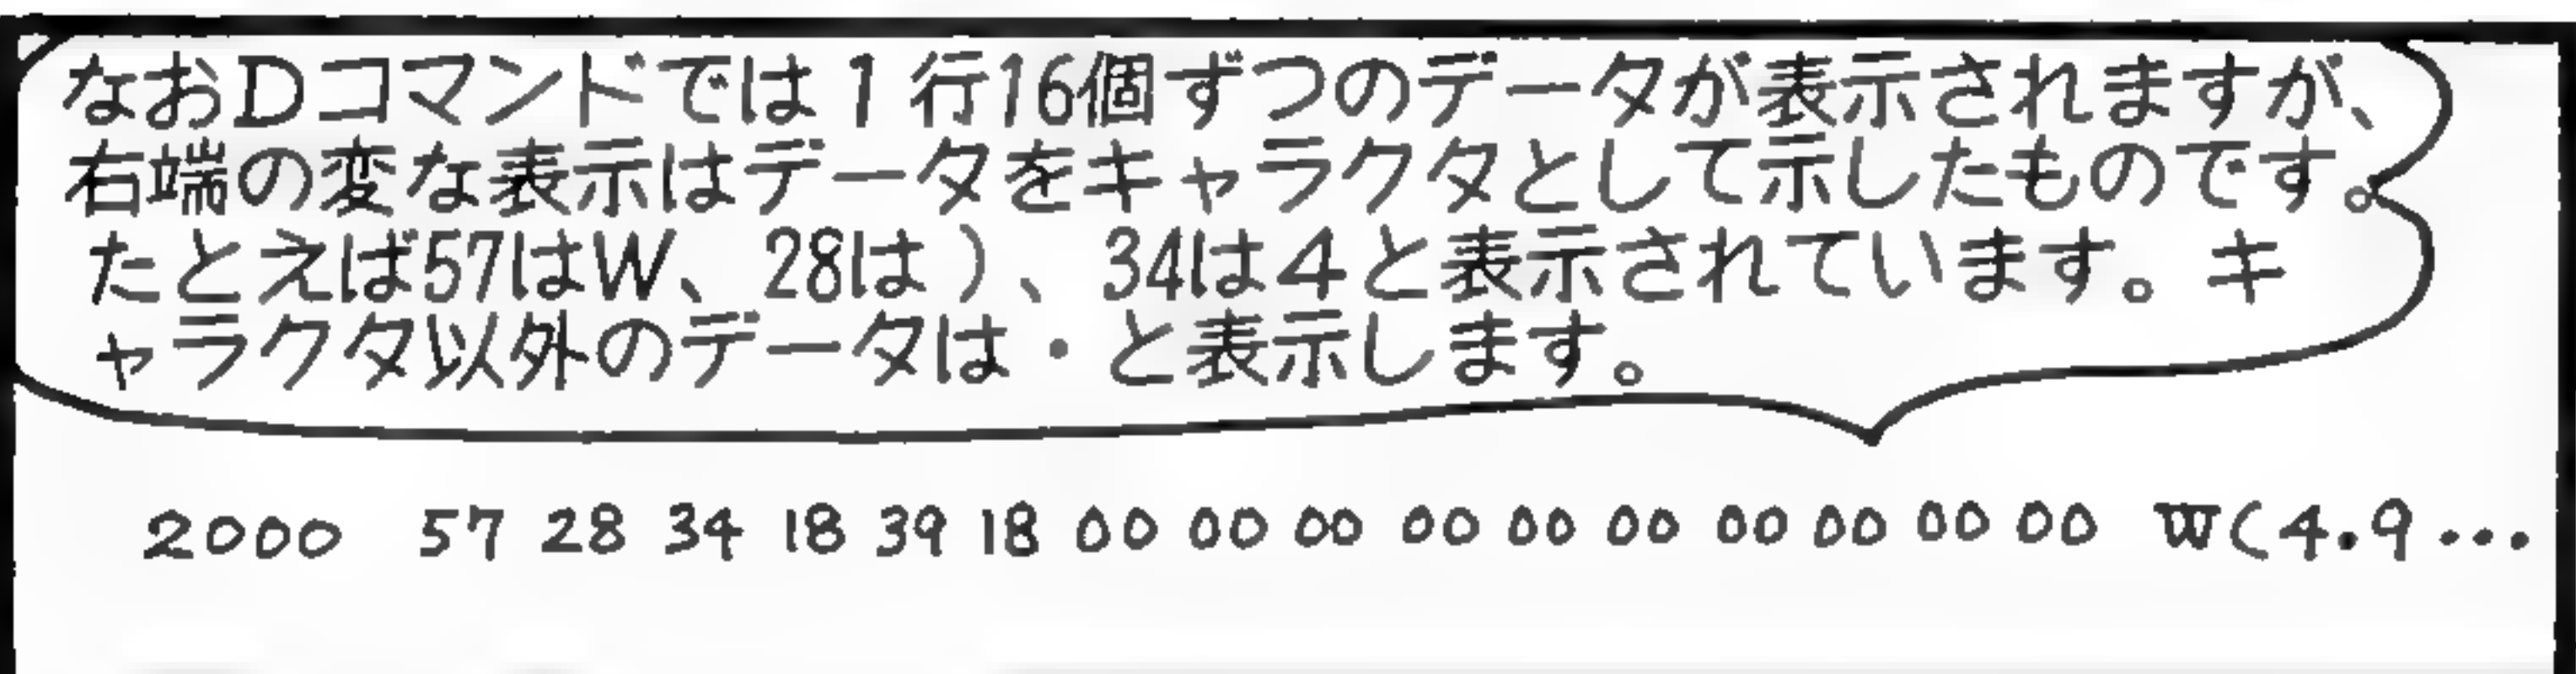 なおDコマンドでは1行16個ずつのデータが表示されますが、
右端の変な表示はデータをキャラクタとして示したものです。
たとえば57はW、28は)、34は4と表示されています。キ
ャラクタ以外のデータは・と表示します。
2000 57 28 34 18 39 18 00 00 00 00 00 00 00 00 00 00 W(4.9...